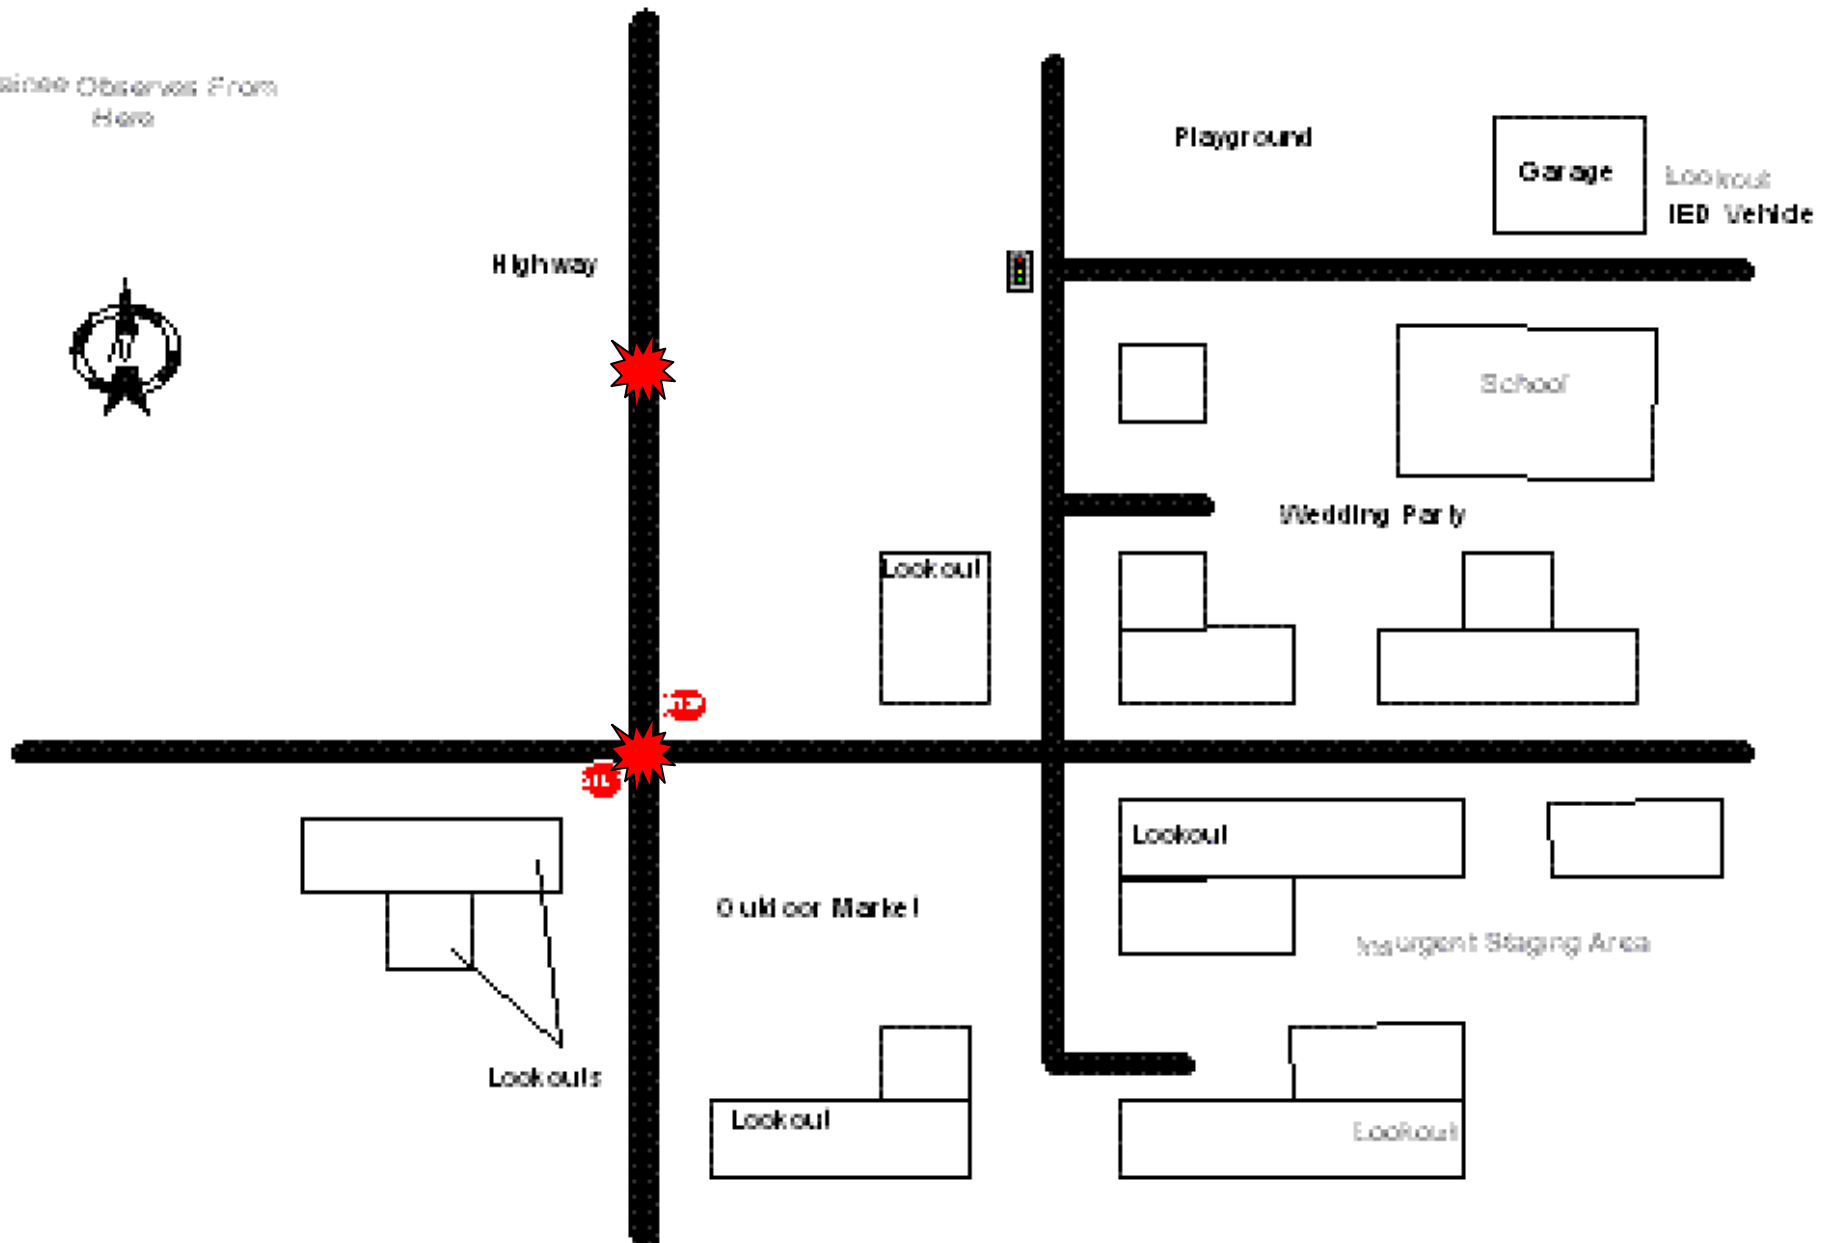 Observes From
Here
Playground
Garage
Lookout
IED Vehicle
Highway
N
School
Wedding Party
Lookout
Lookout
Outdoor Market
Insurgent Staging Area
Lookouts
Lookout
Lookout